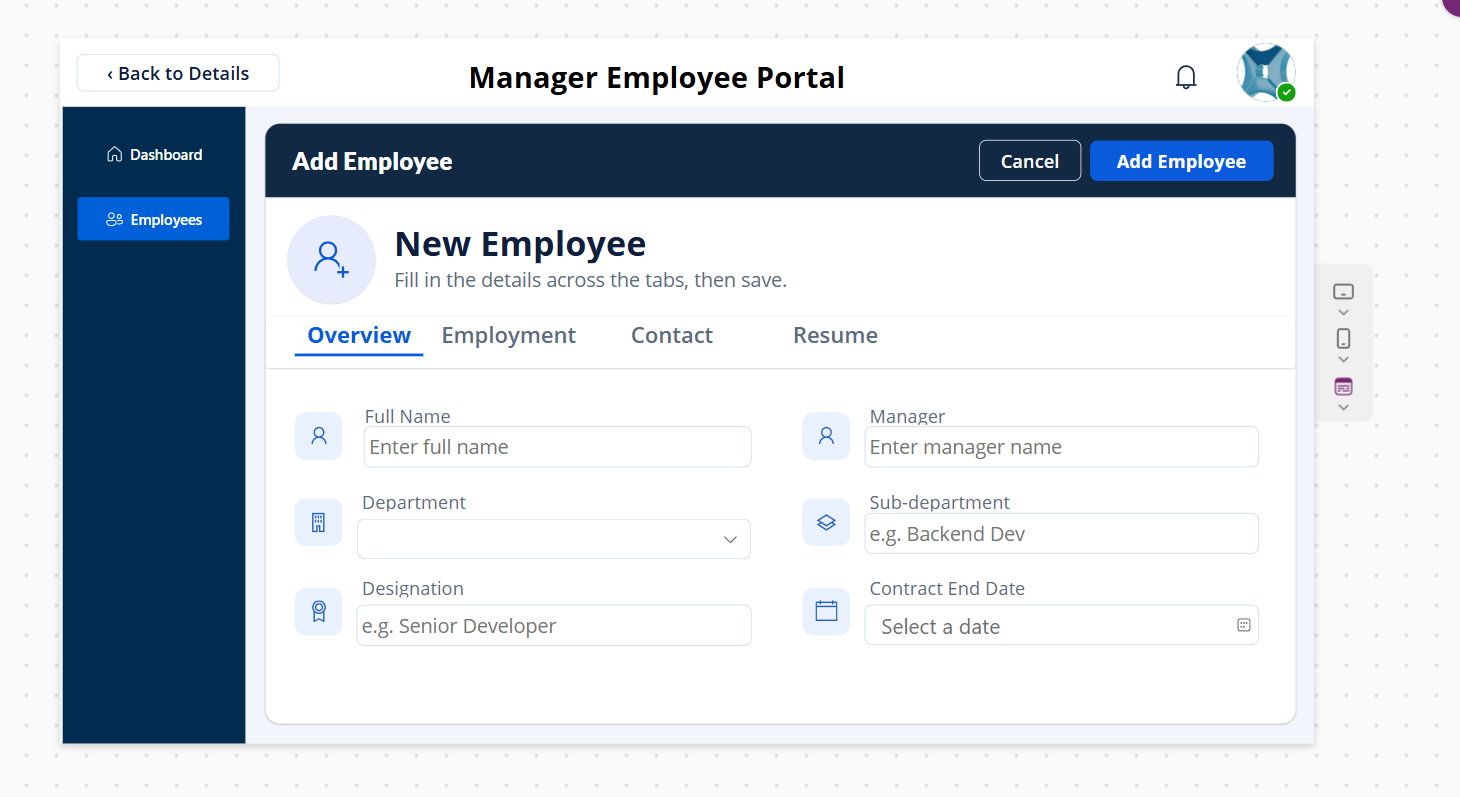 ‹ Back to Details
Manager Employee Portal
Dashboard
Employees
Add Employee
Cancel
Add Employee
New Employee
Fill in the details across the tabs, then save.
Overview
Employment
Contact
Resume
Full Name
Enter full name
Manager
Enter manager name
Department
Sub-department
e.g. Backend Dev
Designation
e.g. Senior Developer
Contract End Date
Select a date